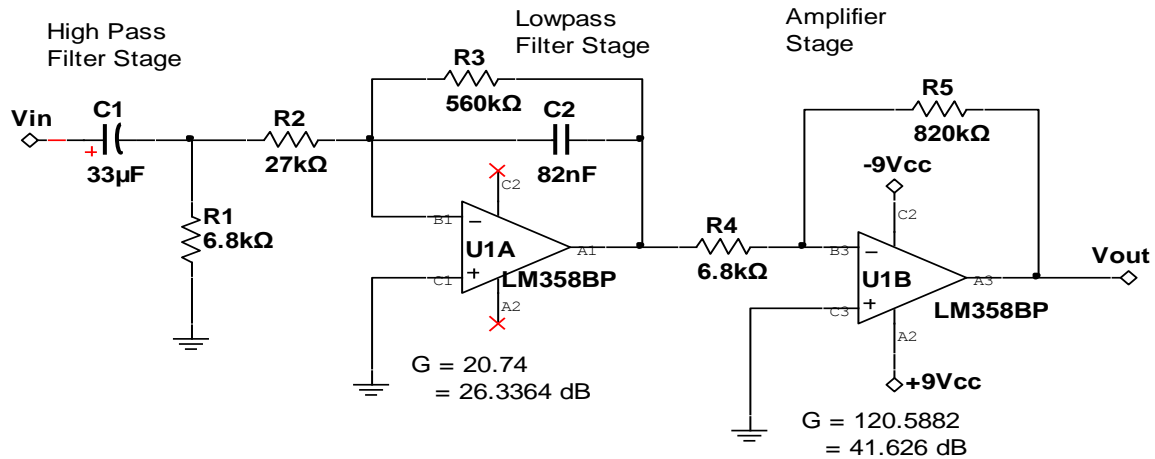 High Pass
Filter Stage
Lowpass
Filter Stage
Amplifier
Stage
Vin
C1
+
33µF
R1
6.8kΩ
R2
27kΩ
R3
560kΩ
C2
82nF
C2
B1
−
U1A
A1
LM358BP
C1
+
A2
G = 20.74
= 26.3364 dB
R4
6.8kΩ
R5
820kΩ
-9Vcc
C2
B3
−
U1B
A3
LM358BP
C3
+
A2
+9Vcc
Vout
G = 120.5882
= 41.626 dB